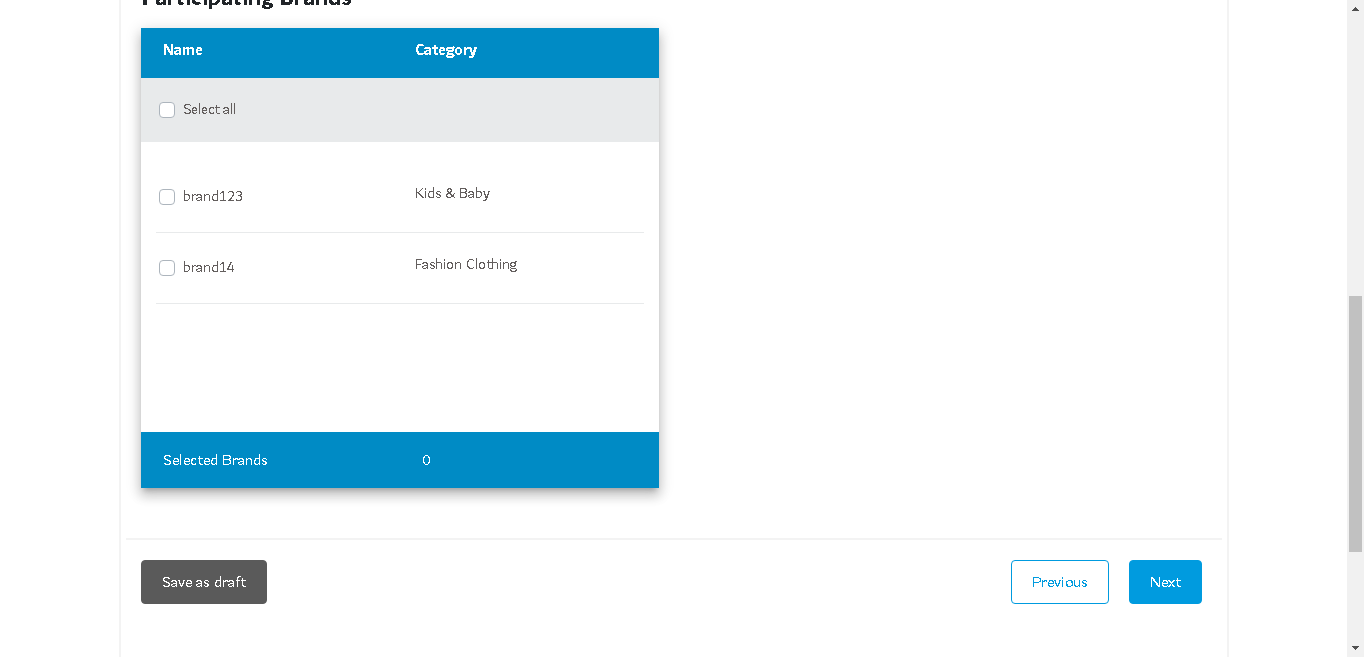 Participating Brands
Name Category
Select all
brand123 Kids & Baby
brand14 Fashion Clothing
Selected Brands 0
Save as draft Previous Next